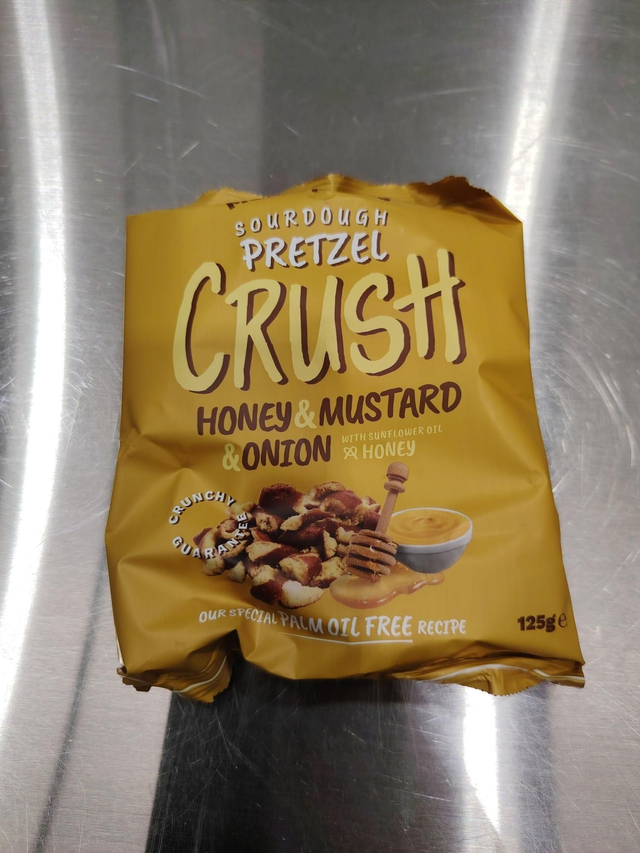 SOURDOUGH
PRETZEL
CRUSH
HONEY & MUSTARD
& ONION
WITH SUNFLOWER OIL
& HONEY
CRUNCHY
GUARANTEE
OUR SPECIAL PALM OIL FREE RECIPE
125g e